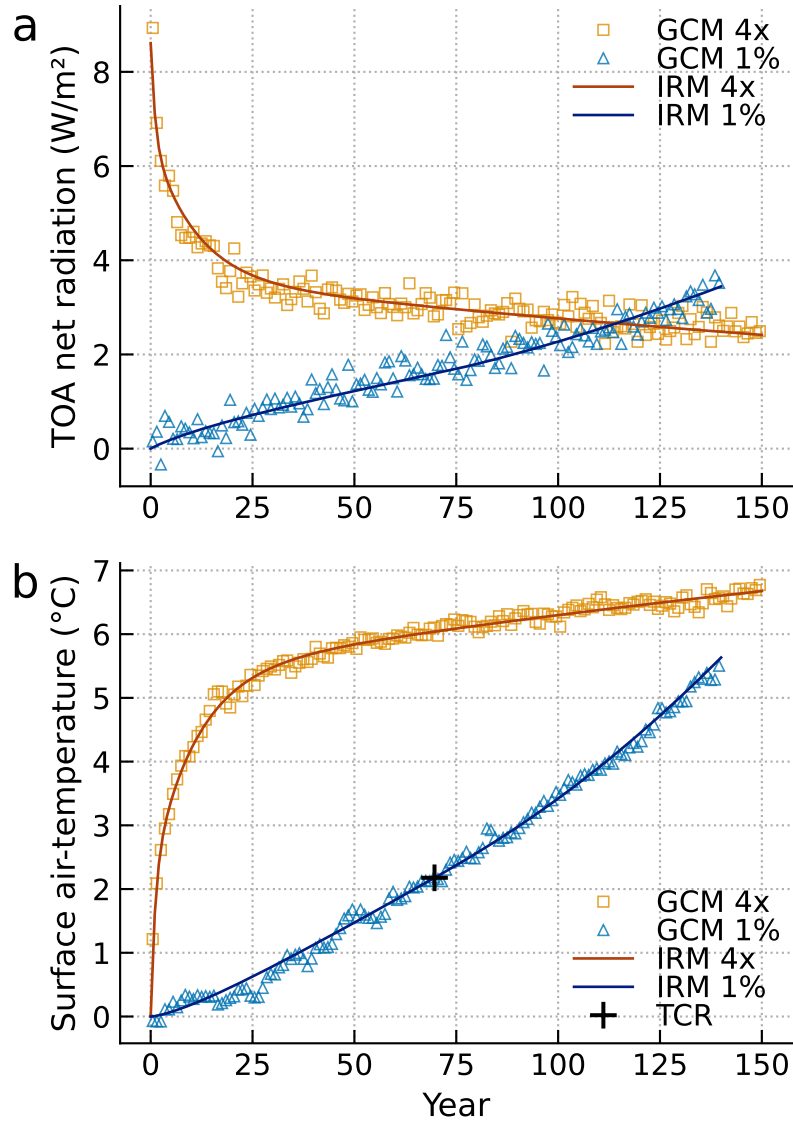 a
TOA net radiation (W/m²)
8
6
4
2
0
GCM 4x
GCM 1%
IRM 4x
IRM 1%
0 25 50 75 100 125 150
b
Surface air-temperature (°C)
7
6
5
4
3
2
1
0
GCM 4x
GCM 1%
IRM 4x
IRM 1%
TCR
0 25 50 75 100 125 150
Year